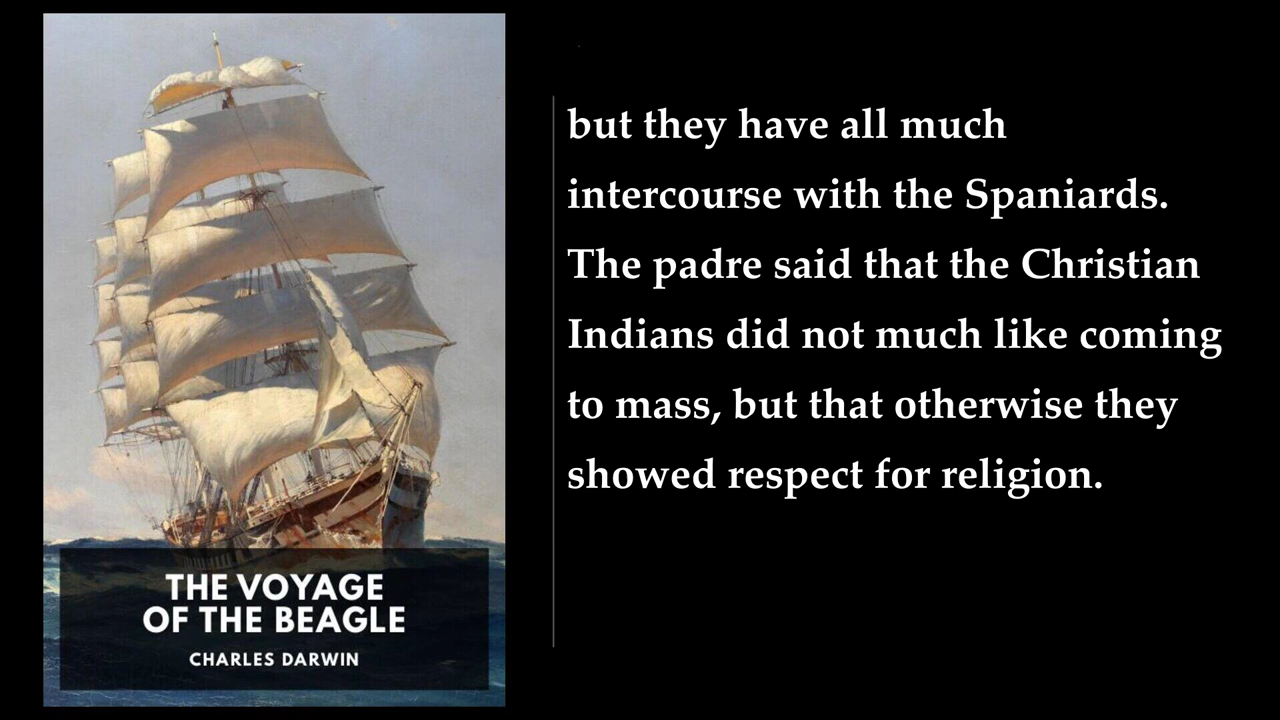 but they have all much
intercourse with the Spaniards.
The padre said that the Christian
Indians did not much like coming
to mass, but that otherwise they
showed respect for religion.
THE VOYAGE
OF THE BEAGLE
CHARLES DARWIN